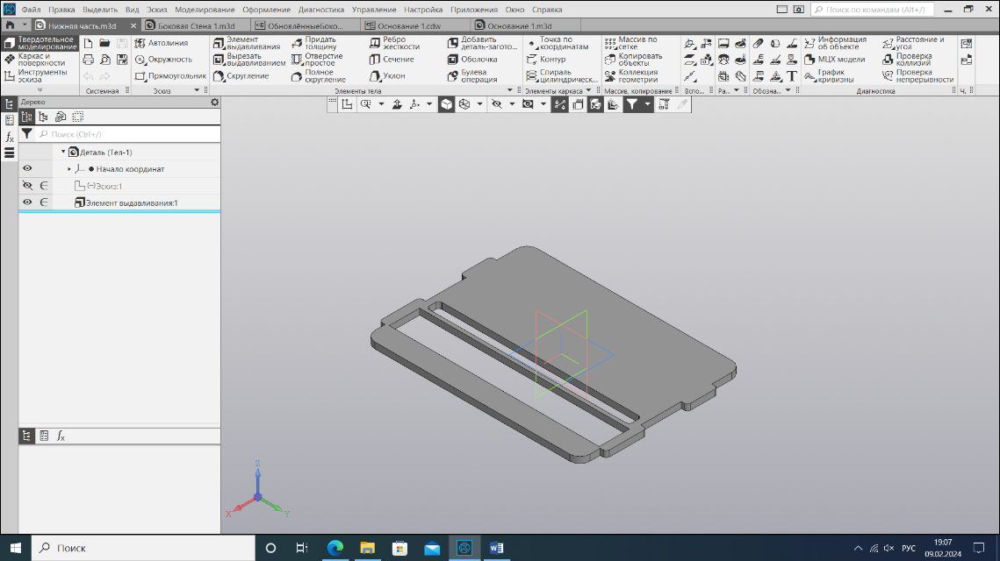 Файл Правка Выделить Вид Эскиз Моделирование Оформление Диагностика Управление Настройка Приложения Окно Справка
Поиск по командам (Alt+/)
Нижняя часть.m3d
Боковая Стена 1.m3d
ОбновлённыеБоко...
Основание 1.cdw
Основание 1.m3d
Твердотельное моделирование
Каркас и поверхности
Инструменты эскиза
Системная
Автолиния
Окружность
Прямоугольник
Эскиз
Элемент выдавливания
Вырезать выдавливанием
Скругление
Придать толщину
Отверстие простое
Полное скругление
Ребро жесткости
Сечение
Уклон
Добавить деталь-загото...
Оболочка
Булева операция
Элементы тела
Точка по координатам
Контур
Спираль цилиндрическ...
Элементы каркаса
Массив по сетке
Копировать объекты
Коллекция геометрии
Массив, копирование
Вспо...
Ра...
Обозна...
Информация об объекте
МЦХ модели
График кривизны
Расстояние и угол
Проверка коллизий
Проверка непрерывности
Диагностика
Ч...
Дерево
Поиск (Ctrl+/)
Деталь (Тел-1)
Начало координат
(-)Эскиз:1
Элемент выдавливания:1
Z
X
Y
Поиск
РУС
19:07
09.02.2024